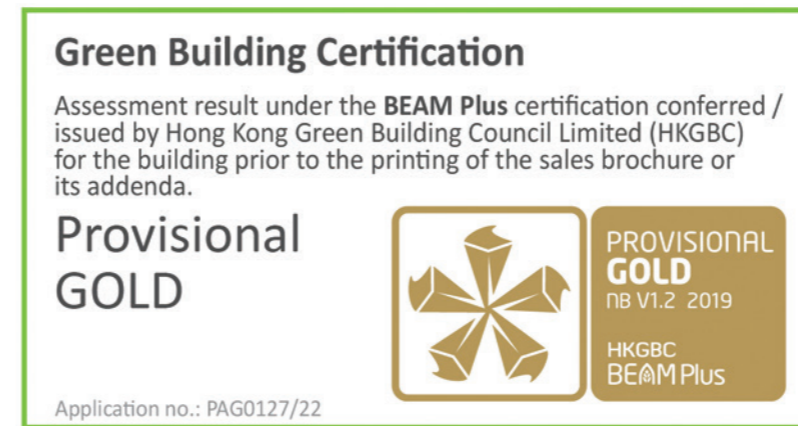 Green Building Certification
Assessment result under the BEAM Plus certification conferred /
issued by Hong Kong Green Building Council Limited (HKGBC)
for the building prior to the printing of the sales brochure or
its addenda.
Provisional
GOLD
PROVISIONAL
GOLD
NB V1.2 2019
HKGBC
BEAM Plus
Application no.: PAG0127/22